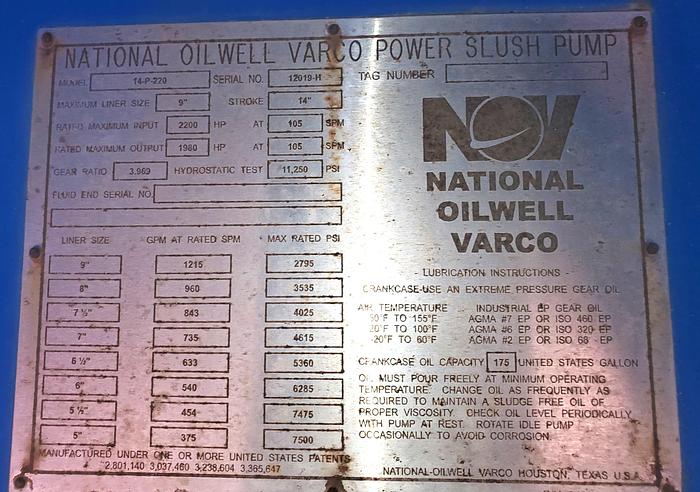 NATIONAL OILWELL VARCO POWER SLUSH PUMP
MODEL 14-P-220 SERIAL NO. 12019-H TAG NUMBER
MAXIMUM LINER SIZE 9" STROKE 14"
RATED MAXIMUM INPUT 2200 HP AT 105 SPM
RATED MAXIMUM OUTPUT 1980 HP AT 105 SPM
GEAR RATIO 3.969 HYDROSTATIC TEST 11,250 PSI
FLUID END SERIAL NO.
LINER SIZE GPM AT RATED SPM MAX RATED PSI
9" 1215 2795
8" 960 3535
7 ½" 843 4025
7" 735 4615
6 ½" 633 5360
6" 540 6285
5 ½" 454 7475
5" 375 7500
MANUFACTURED UNDER ONE OR MORE UNITED STATES PATENTS
2,801,140 3,037,460 3,238,604 3,365,647
NOV
NATIONAL
OILWELL
VARCO
- LUBRICATION INSTRUCTIONS -
CRANKCASE-USE AN EXTREME PRESSURE GEAR OIL
AIR TEMPERATURE INDUSTRIAL EP GEAR OIL
°F TO 155°F AGMA #7 EP OR ISO 460 EP
20°F TO 100°F AGMA #6 EP OR ISO 320 EP
-20°F TO 60°F AGMA #2 EP OR ISO 68 EP
CRANKCASE OIL CAPACITY 175 UNITED STATES GALLON
OIL MUST POUR FREELY AT MINIMUM OPERATING
TEMPERATURE. CHANGE OIL AS FREQUENTLY AS
REQUIRED TO MAINTAIN A SLUDGE FREE OIL OF
PROPER VISCOSITY. CHECK OIL LEVEL PERIODICALLY
WITH PUMP AT REST. ROTATE IDLE PUMP
OCCASIONALLY TO AVOID CORROSION.
NATIONAL-OILWELL VARCO HOUSTON, TEXAS U.S.A.